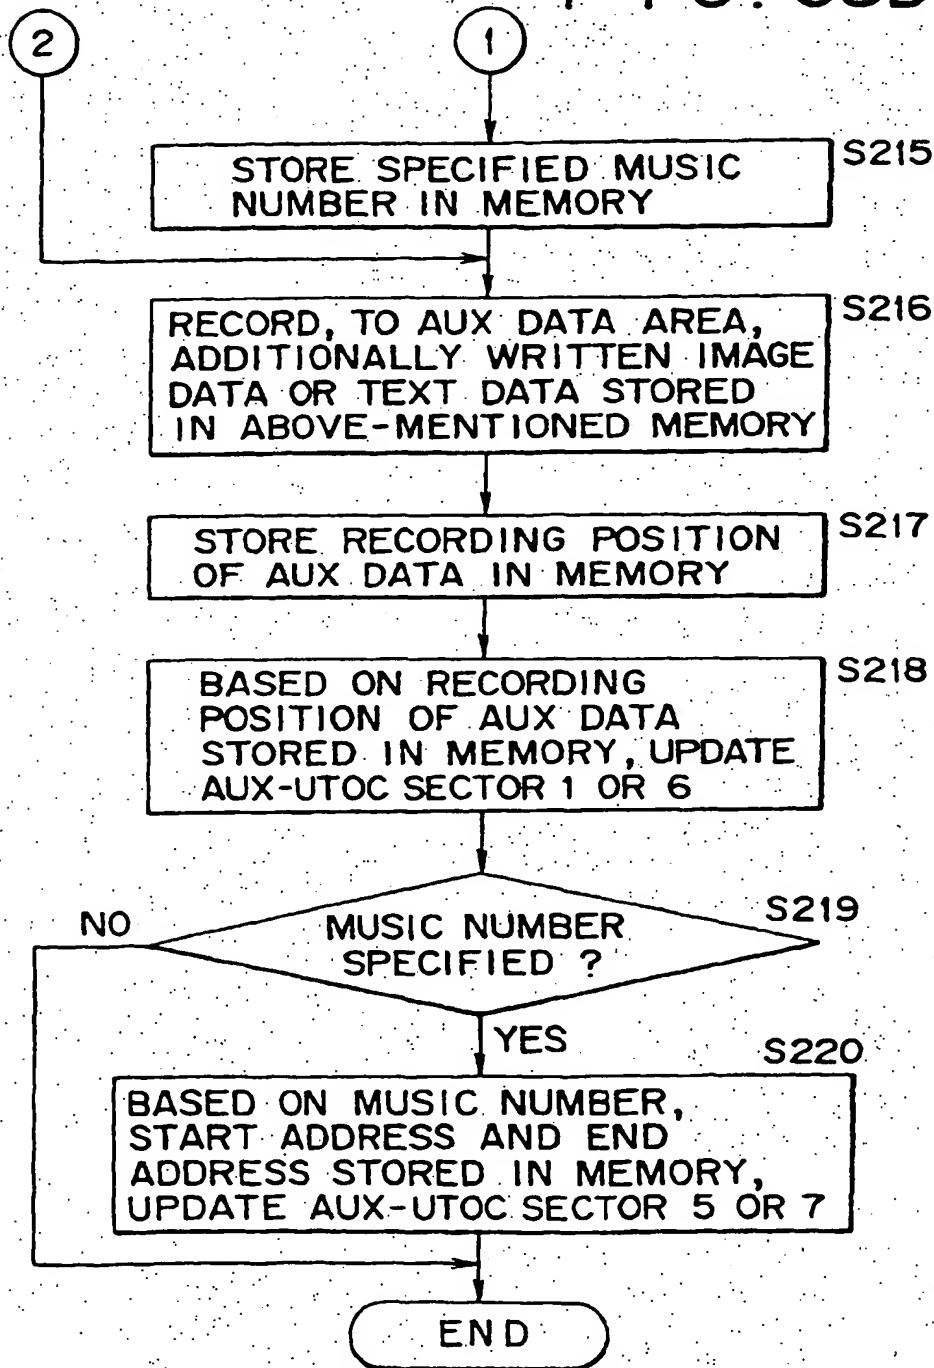 2
1
STORE SPECIFIED MUSIC
NUMBER IN MEMORY
S215
RECORD, TO AUX DATA AREA,
ADDITIONALLY WRITTEN IMAGE
DATA OR TEXT DATA STORED
IN ABOVE-MENTIONED MEMORY
S216
STORE RECORDING POSITION
OF AUX DATA IN MEMORY
S217
BASED ON RECORDING
POSITION OF AUX DATA
STORED IN MEMORY, UPDATE
AUX-UTOC SECTOR 1 OR 6
S218
MUSIC NUMBER
SPECIFIED ?
S219
NO
YES
S220
BASED ON MUSIC NUMBER,
START ADDRESS AND END
ADDRESS STORED IN MEMORY,
UPDATE AUX-UTOC SECTOR 5 OR 7
END